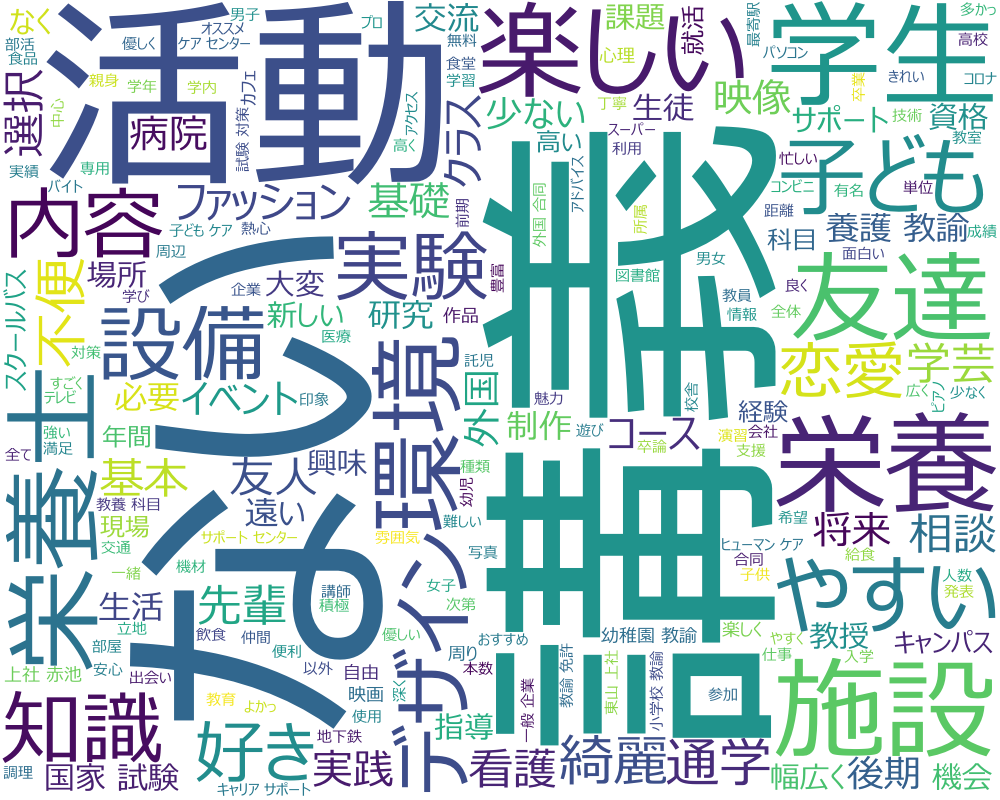 なく
活動
男子
オススメ
プロ
交流
楽しい
課題
就活
最寄駅
学生
多かっ
部活
食品
優しく
ケア センター
無料
食堂
学習
心理
パソコン
高校
選択
親身
中心
学年
学内
カフェ
試験 対策
高く
アクセス
クラス
少ない
丁寧
生徒
映像
卒業
きれい
コロナ
サポート
資格
技術
教室
病院
実績
専用
バイト
高い
スーパー
利用
アドバイス
忙しい
子ども
コンビニ
有名
単位
内容
ファッション
基礎
前期
子ども ケア
熱心
外国 合同
所属
講義
距離
養護 教諭
成績
周辺
不便
場所
学び
企業
大変
実験
豊富
図書館
男女
科目
面白い
スクールバス
設備
新しい
研究
作品
教員
情報
良く
全体
友達
対策
医療
ない
環境
託児
校舎
恋愛
学芸
すごく
テレビ
必要
イベント
印象
外国
魅力
制作
遊び
経験
広く
ピアノ
少なく
栄養士
強い
満足
年間
全て
友人
興味
コース
卒論
演習
会社
支援
栄養
基本
教養 科目
遠い
種類
幼児
難しい
現場
交通
サポート センター
雰囲気
デザイン
写真
希望
将来
相談
ヒューマン ケア
給食
一緒
機材
合同
子供
生活
立地
先輩
講師
積極
女子
次第
やすい
人数
発表
飲食
仲間
優しい
おすすめ
幼稚園 教諭
楽しく
教授
やすく
仕事
入学
キャンパス
上社 赤池
部屋
安心
便利
以外
自由
周り
本数
教諭 免許
東山 上社
小学校 教諭
参加
出会い
知識
教育
よかっ
映画
使用
深く
指導
一般 企業
施設
好き
地下鉄
実践
看護
綺麗
通学
調理
国家 試験
キャリア サポート
幅広く
後期
機会